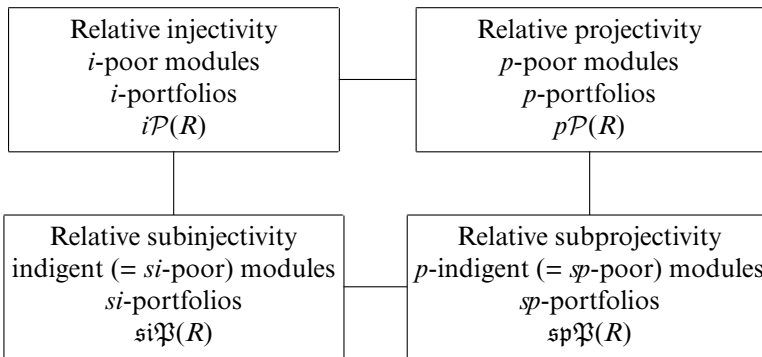 Relative injectivity
i-poor modules
i-portfolios
i𝒫(R)
Relative projectivity
p-poor modules
p-portfolios
p𝒫(R)
Relative subinjectivity
indigent (= si-poor) modules
si-portfolios
𝔰𝔦𝔓(R)
Relative subprojectivity
p-indigent (= sp-poor) modules
sp-portfolios
𝔰𝔭𝔓(R)